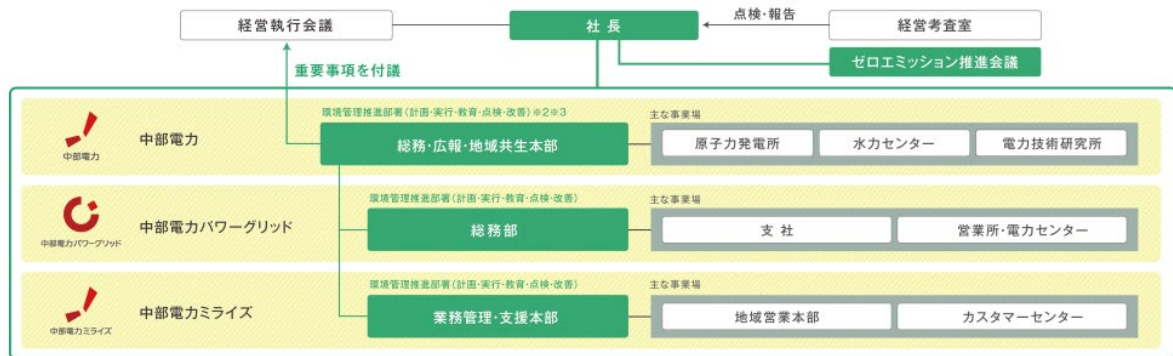 経営執行会議
社長
点検・報告
経営考査室
ゼロエミッション推進会議
重要事項を付議
中部電力
中部電力
環境管理推進部署(計画・実行・教育・点検・改善)※2※3
総務・広報・地域共生本部
主な事業場
原子力発電所
水力センター
電力技術研究所
中部電力パワーグリッド
中部電力パワーグリッド
環境管理推進部署(計画・実行・教育・点検・改善)
総務部
主な事業場
支社
営業所・電力センター
中部電力ミライズ
中部電力ミライズ
環境管理推進部署(計画・実行・教育・点検・改善)
業務管理・支援本部
主な事業場
地域営業本部
カスタマーセンター